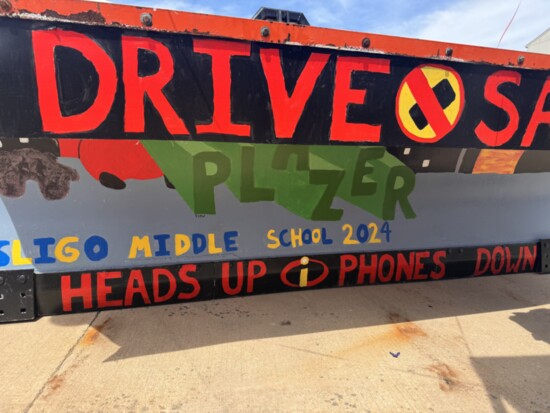 DRIVE SA
PLAZER
SLIGO MIDDLE SCHOOL 2024
HEADS UP i PHONES DOWN